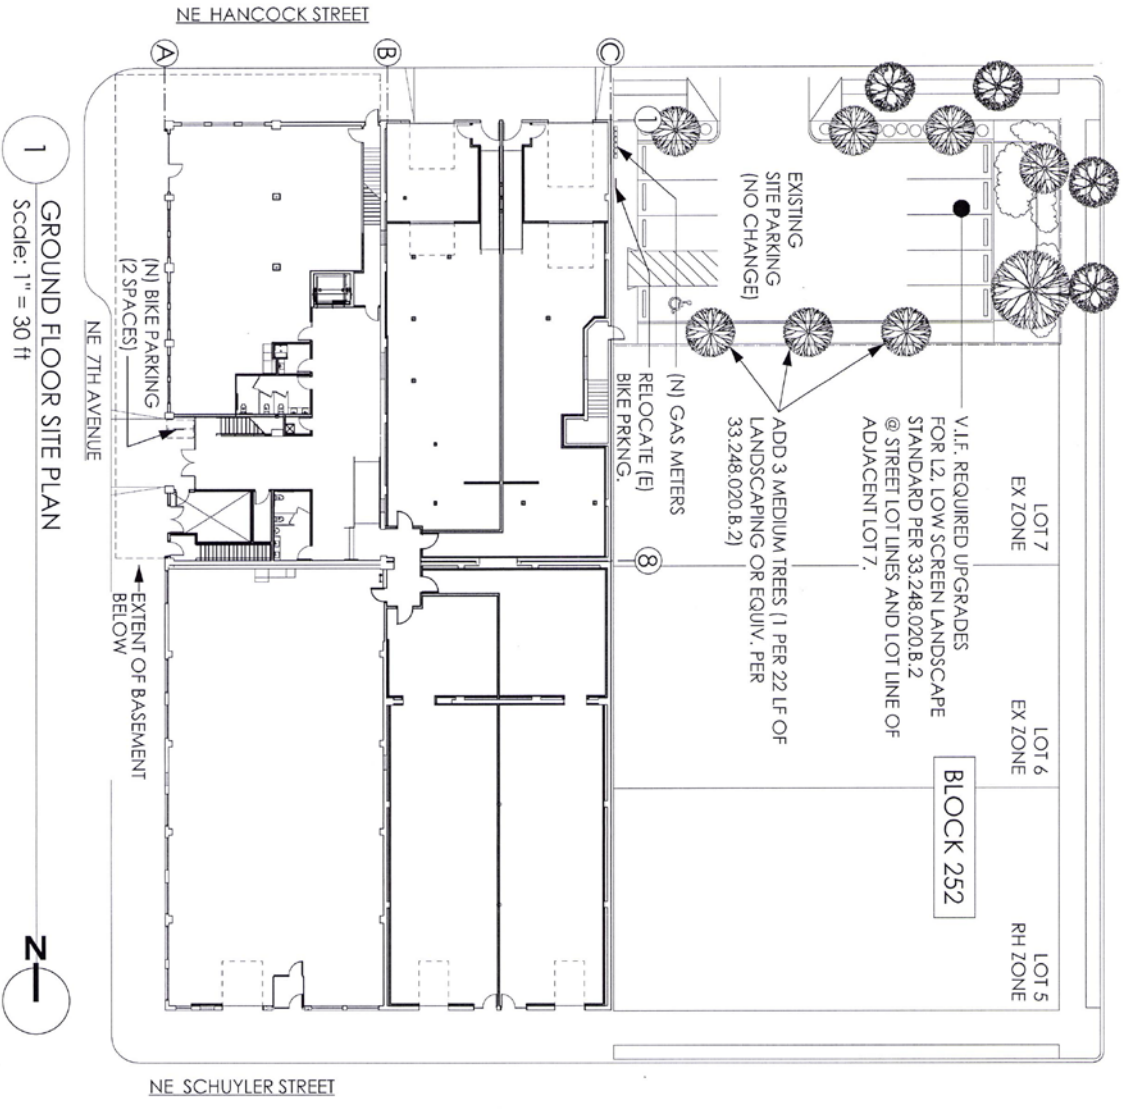 NE HANCOCK STREET
A
B
C
1
8
EXISTING
SITE PARKING
(NO CHANGE)
(N) GAS METERS
RELOCATE (E)
BIKE PRKNG.
ADD 3 MEDIUM TREES (1 PER 22 LF OF
LANDSCAPING OR EQUIV. PER
33.248.020.B.2)
V.I.F. REQUIRED UPGRADES
FOR L2, LOW SCREEN LANDSCAPE
STANDARD PER 33.248.020.B.2
@ STREET LOT LINES AND LOT LINE OF
ADJACENT LOT 7.
LOT 7
EX ZONE
LOT 6
EX ZONE
LOT 5
RH ZONE
BLOCK 252
(N) BIKE PARKING
(2 SPACES)
NE 7TH AVENUE
EXTENT OF BASEMENT
BELOW
1
GROUND FLOOR SITE PLAN
Scale: 1" = 30 ft
N
NE SCHUYLER STREET